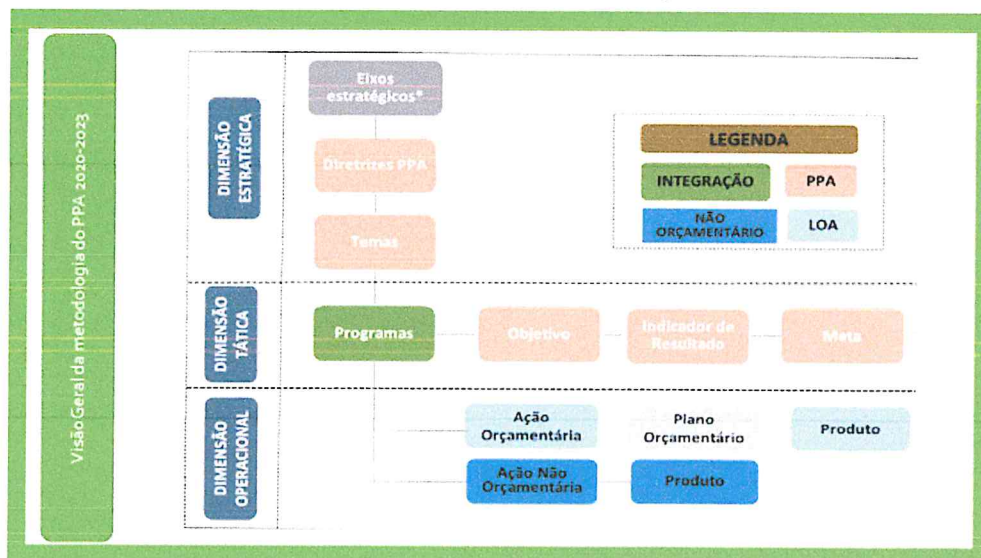 Visão Geral da metodologia do PPA 2020-2023
DIMENSÃO
ESTRATÉGICA
Eixos
estratégicos*
Diretrizes PPA
Temas
LEGENDA
INTEGRAÇÃO
PPA
NÃO
ORÇAMENTÁRIO
LOA
DIMENSÃO
TÁTICA
Programas
Objetivo
Indicador de
Resultado
Meta
DIMENSÃO
OPERACIONAL
Ação
Orçamentária
Plano
Orçamentário
Produto
Ação Não
Orçamentária
Produto